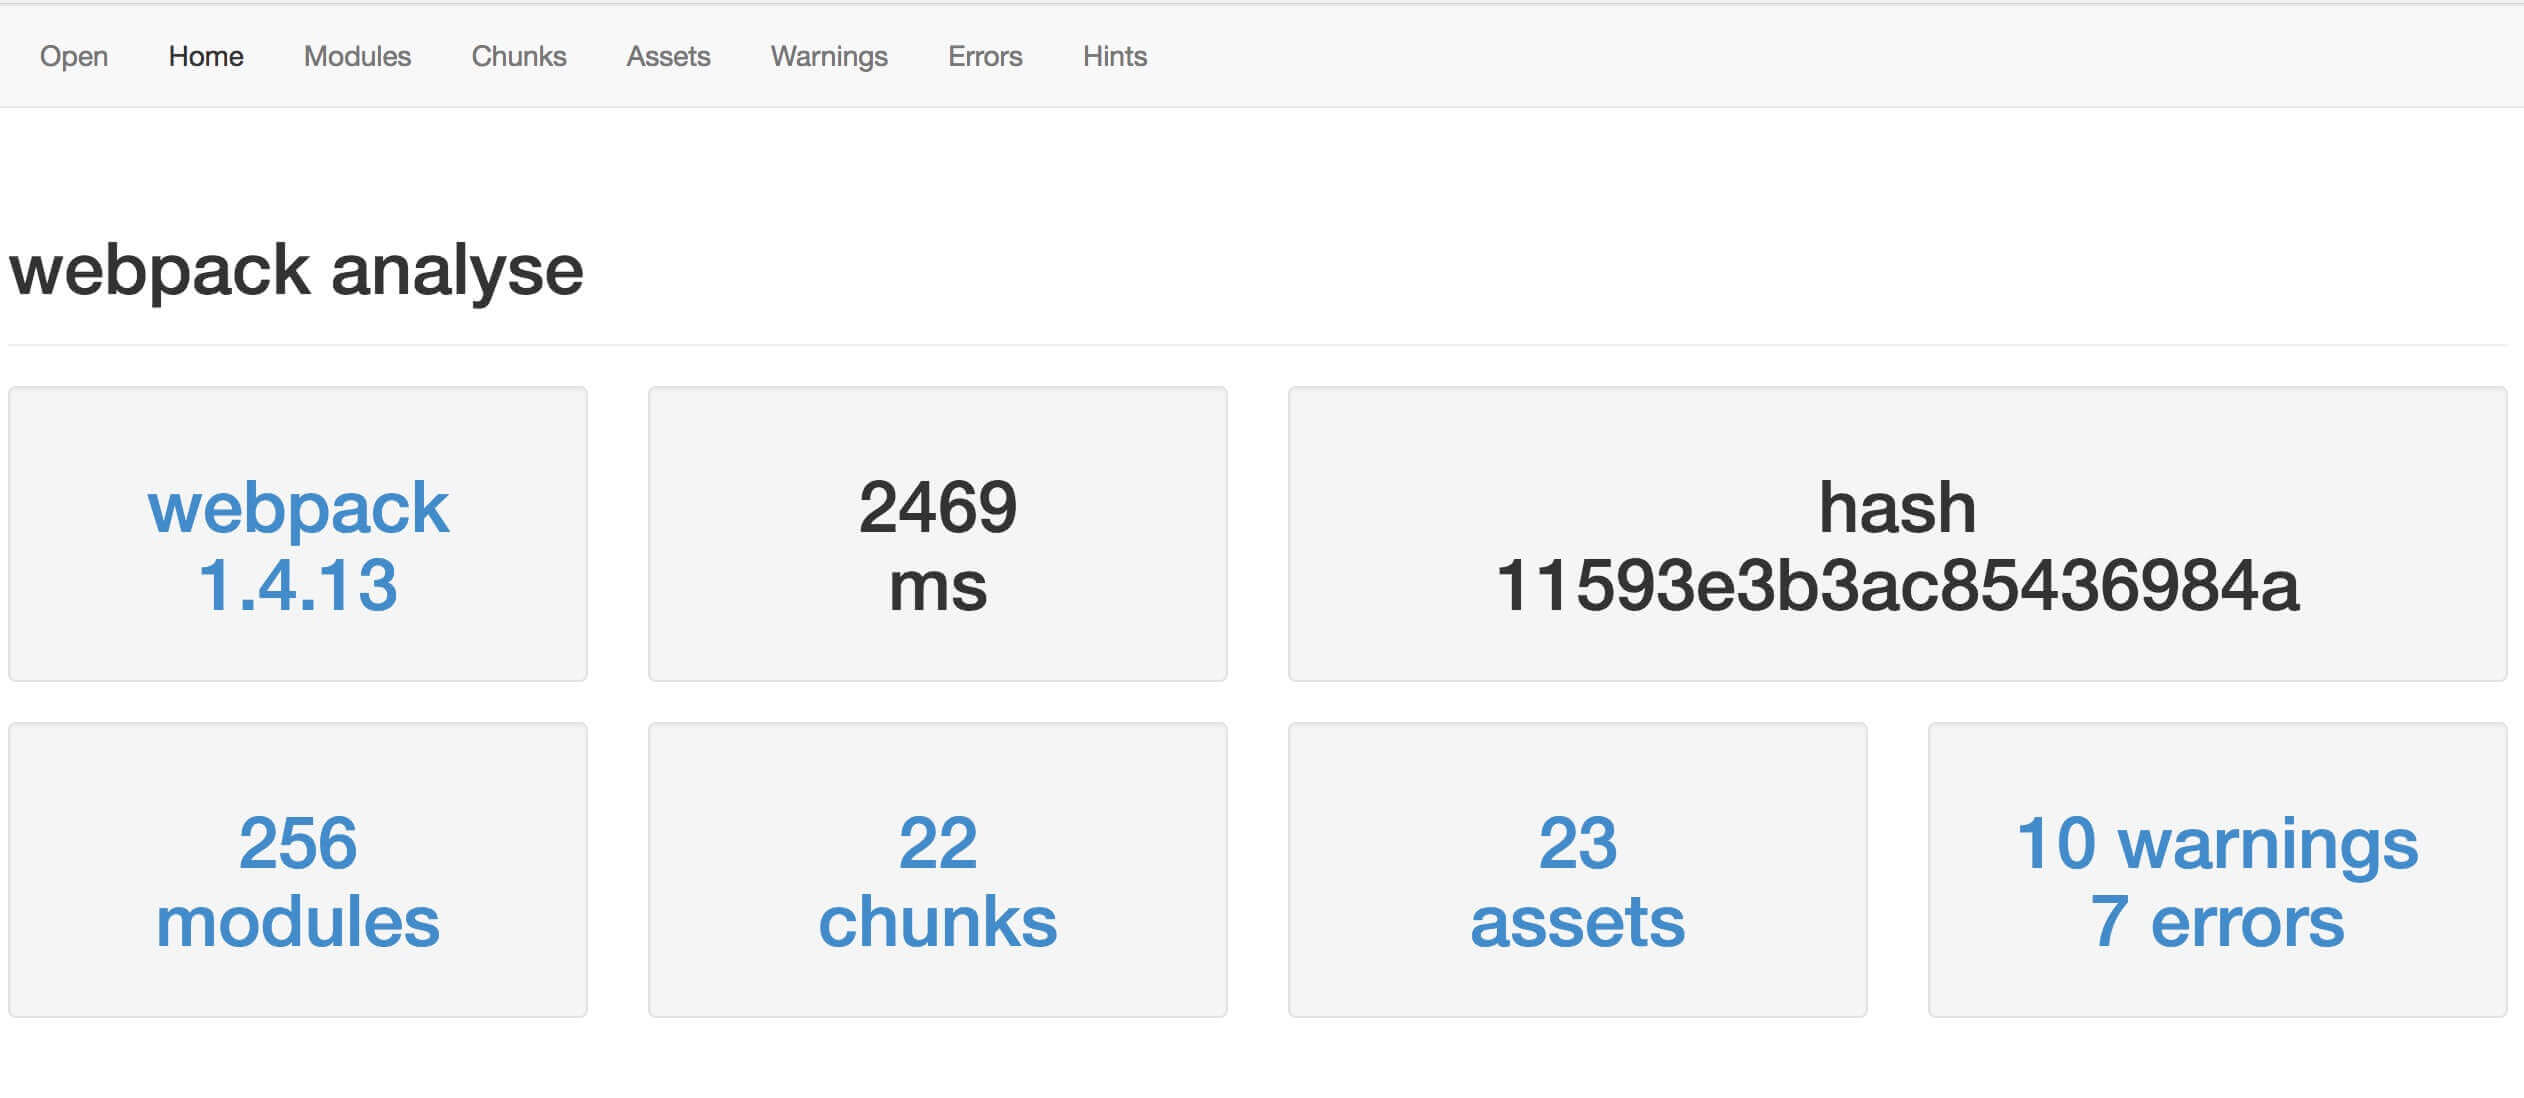 Open Home Modules Chunks Assets Warnings Errors Hints
webpack analyse
webpack
1.4.13
2469
ms
hash
11593e3b3ac85436984a
256
modules
22
chunks
23
assets
10 warnings
7 errors